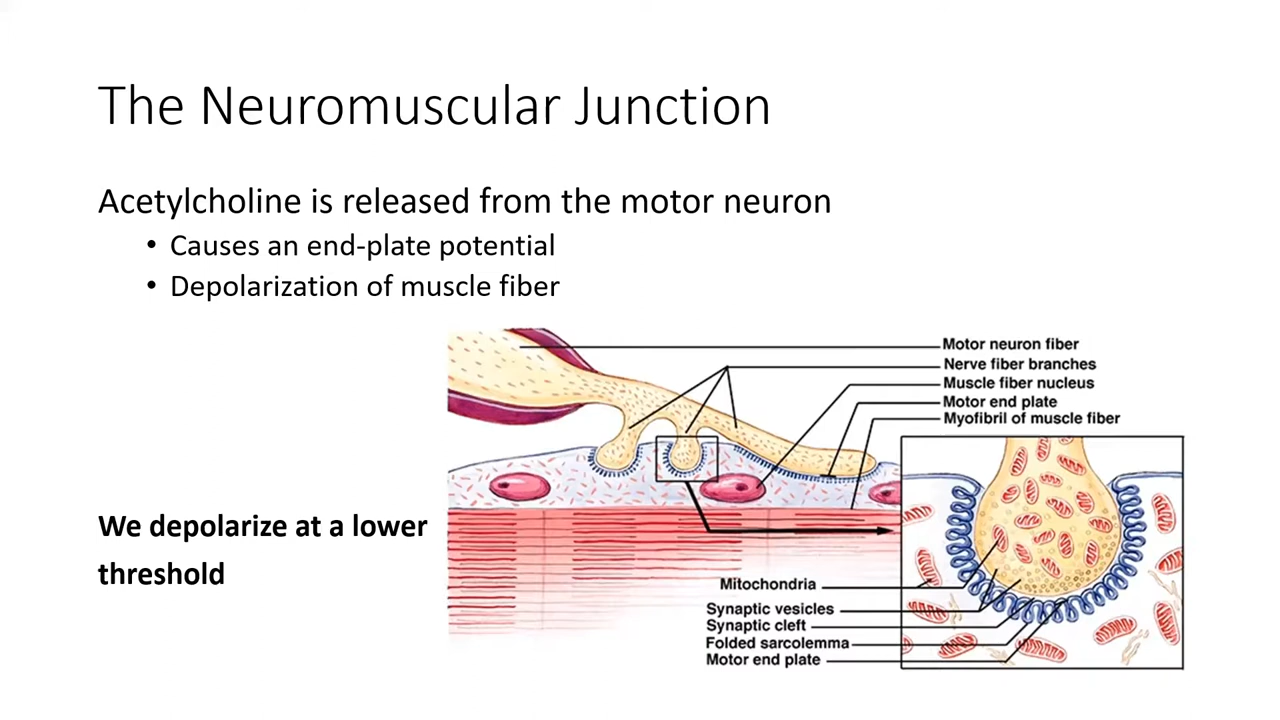 The Neuromuscular Junction
Acetylcholine is released from the motor neuron
• Causes an end-plate potential
• Depolarization of muscle fiber
Motor neuron fiber
Nerve fiber branches
Muscle fiber nucleus
Motor end plate
Myofibril of muscle fiber
We depolarize at a lower
threshold
Mitochondria
Synaptic vesicles
Synaptic cleft
Folded sarcolemma
Motor end plate